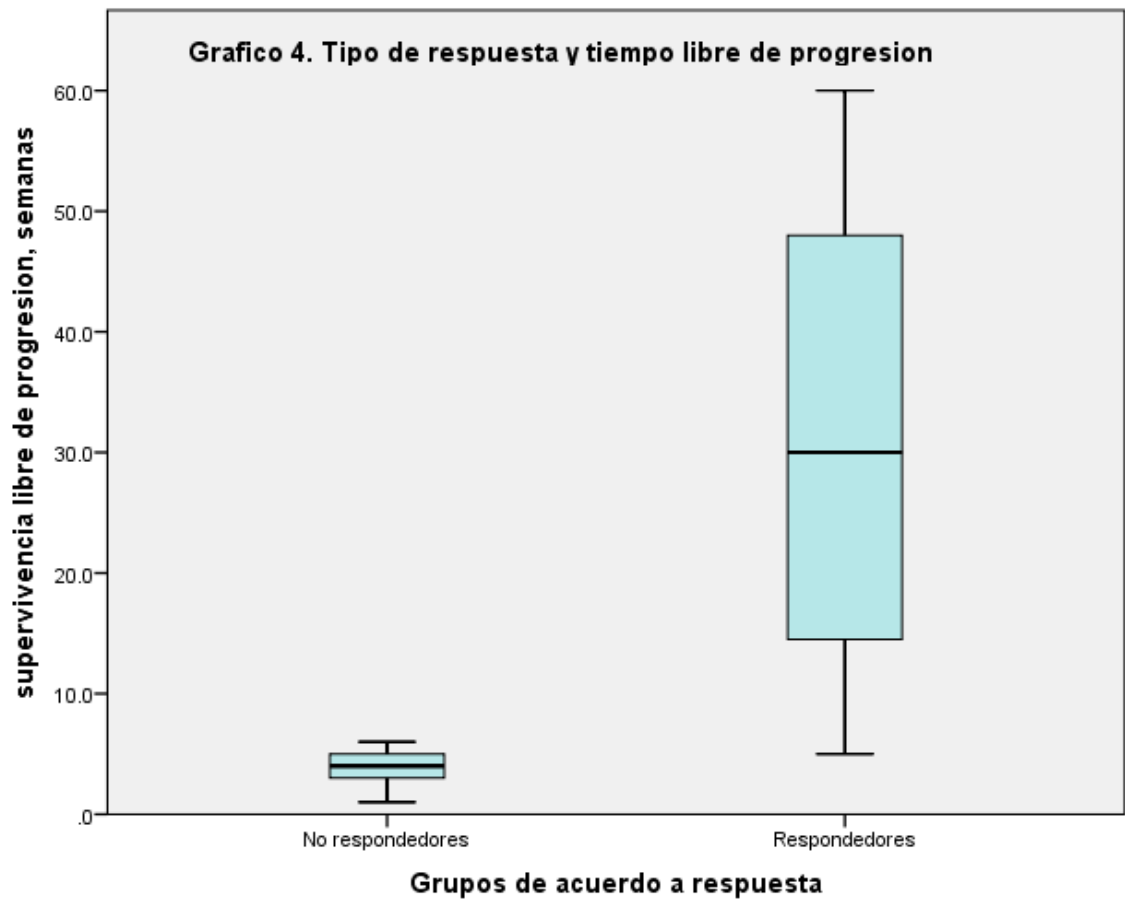 Grafico 4. Tipo de respuesta y tiempo libre de progresion
supervivencia libre de progresion, semanas
60.0
50.0
40.0
30.0
20.0
10.0
.0
No respondedores
Respondedores
Grupos de acuerdo a respuesta